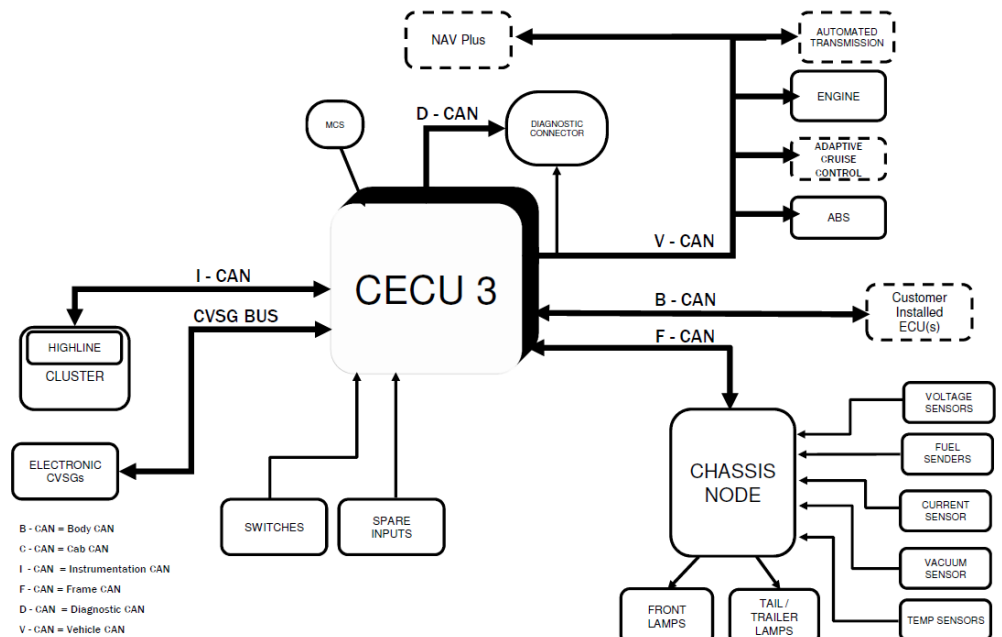 NAV Plus
AUTOMATED
TRANSMISSION
ENGINE
MCS
D - CAN
DIAGNOSTIC
CONNECTOR
ADAPTIVE
CRUISE
CONTROL
ABS
V - CAN
I - CAN
CECU 3
B - CAN
Customer
Installed
ECU(s)
CVSG BUS
F - CAN
HIGHLINE
CLUSTER
VOLTAGE
SENSORS
FUEL
SENDERS
ELECTRONIC
CVSGs
CHASSIS
NODE
CURRENT
SENSOR
SWITCHES
SPARE
INPUTS
VACUUM
SENSOR
B - CAN = Body CAN
C - CAN = Cab CAN
I - CAN = Instrumentation CAN
F - CAN = Frame CAN
D - CAN = Diagnostic CAN
V - CAN = Vehicle CAN
FRONT
LAMPS
TAIL /
TRAILER
LAMPS
TEMP SENSORS